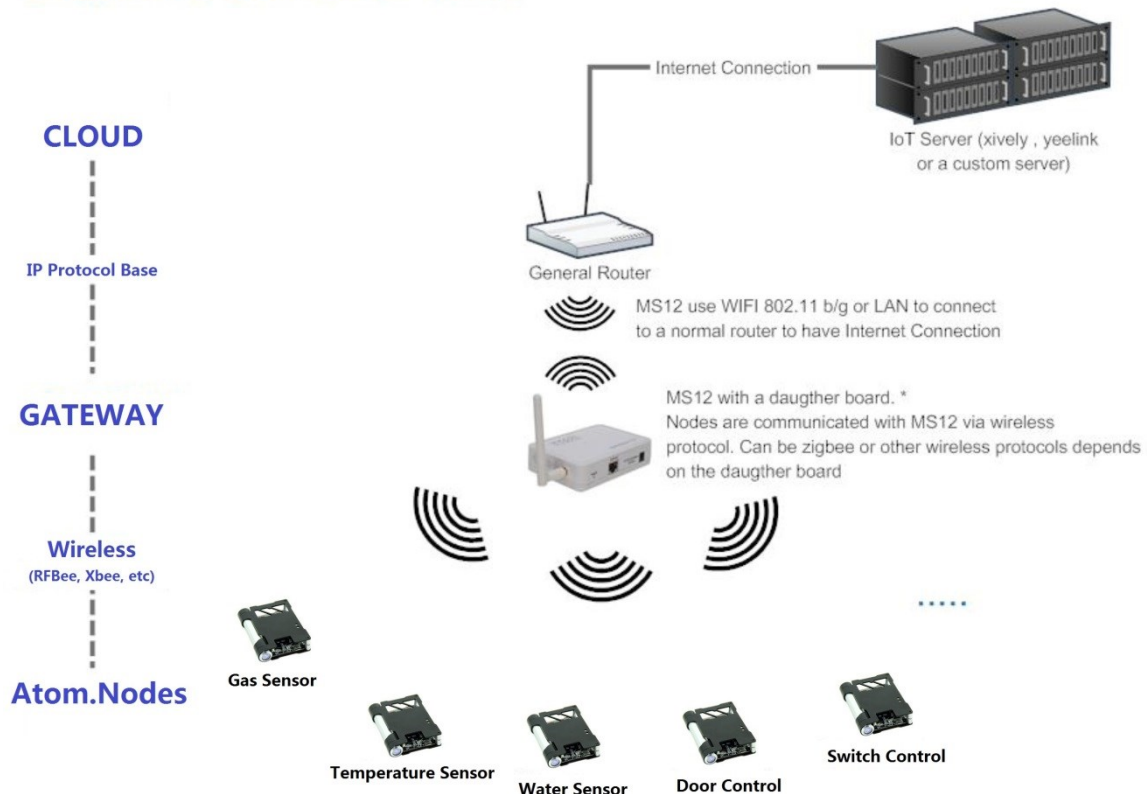 Internet Connection
IoT Server (xively , yeelink
or a custom server)
CLOUD
IP Protocol Base
General Router
MS12 use WIFI 802.11 b/g or LAN to connect
to a normal router to have Internet Connection
GATEWAY
MS12 with a daugther board. *
Nodes are communicated with MS12 via wireless
protocol. Can be zigbee or other wireless protocols depends
on the daugther board
Wireless
(RFBee, Xbee, etc)
.....
Atom.Nodes
Gas Sensor
Temperature Sensor
Water Sensor
Door Control
Switch Control